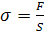 σ = F/S